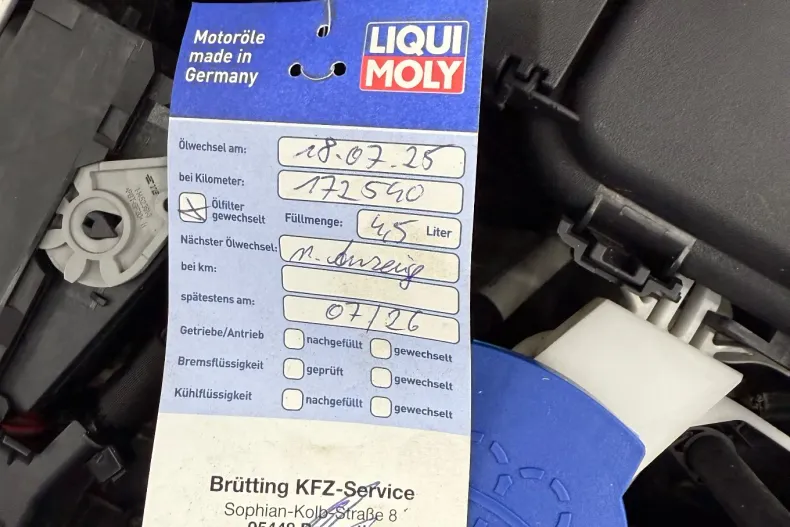 Motoröle
made in
Germany
LIQUI
MOLY
Ölwechsel am: 18.07.25
bei Kilometer: 172540
Ölfilter
gewechselt
Füllmenge: 4,5 Liter
Nächster Ölwechsel: n. Anzeige
bei km:
spätestens am: 07/26
Getriebe/Antrieb nachgefüllt gewechselt
Bremsflüssigkeit geprüft gewechselt
Kühlflüssigkeit nachgefüllt gewechselt
Brütting KFZ-Service
Sophian-Kolb-Straße 8